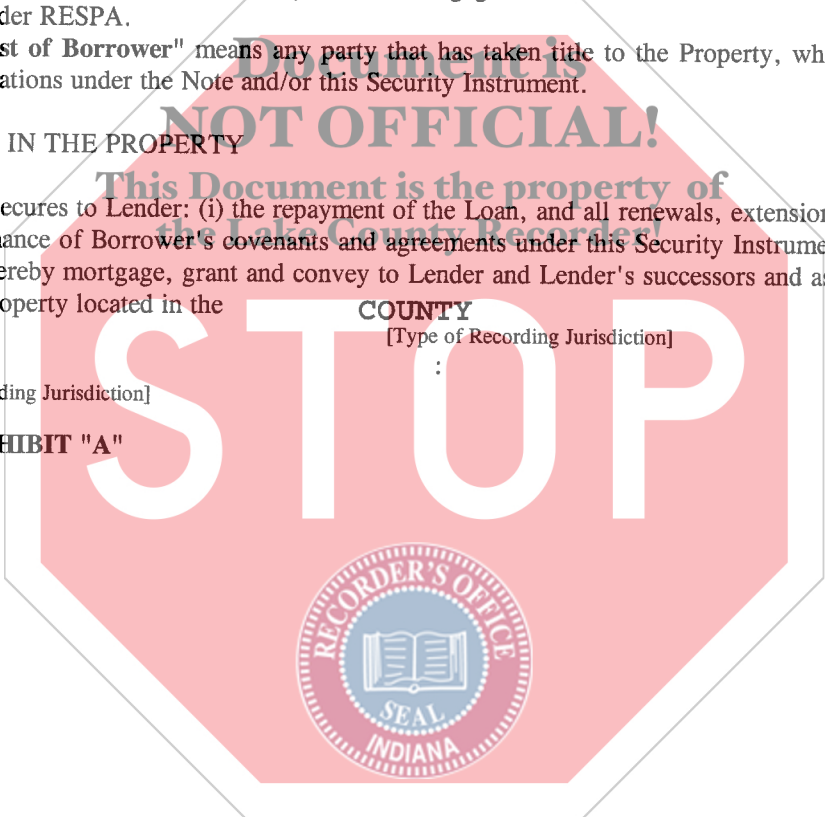 der RESPA.
st of Borrower" means any party that has taken title to the Property, wh
Document is
ations under the Note and/or this Security Instrument.
NOT OFFICIAL!
IN THE PROPERTY
This Document is the property of
ecures to Lender: (i) the repayment of the Loan, and all renewals, extension
the Lake County Recorder!
ance of Borrower's covenants and agreements under this Security Instrume
ereby mortgage, grant and convey to Lender and Lender's successors and as
operty located in the COUNTY
[Type of Recording Jurisdiction]
:
ding Jurisdiction]
HIBIT "A"
STOP
RECORDER'S OFFICE
SEAL
INDIANA